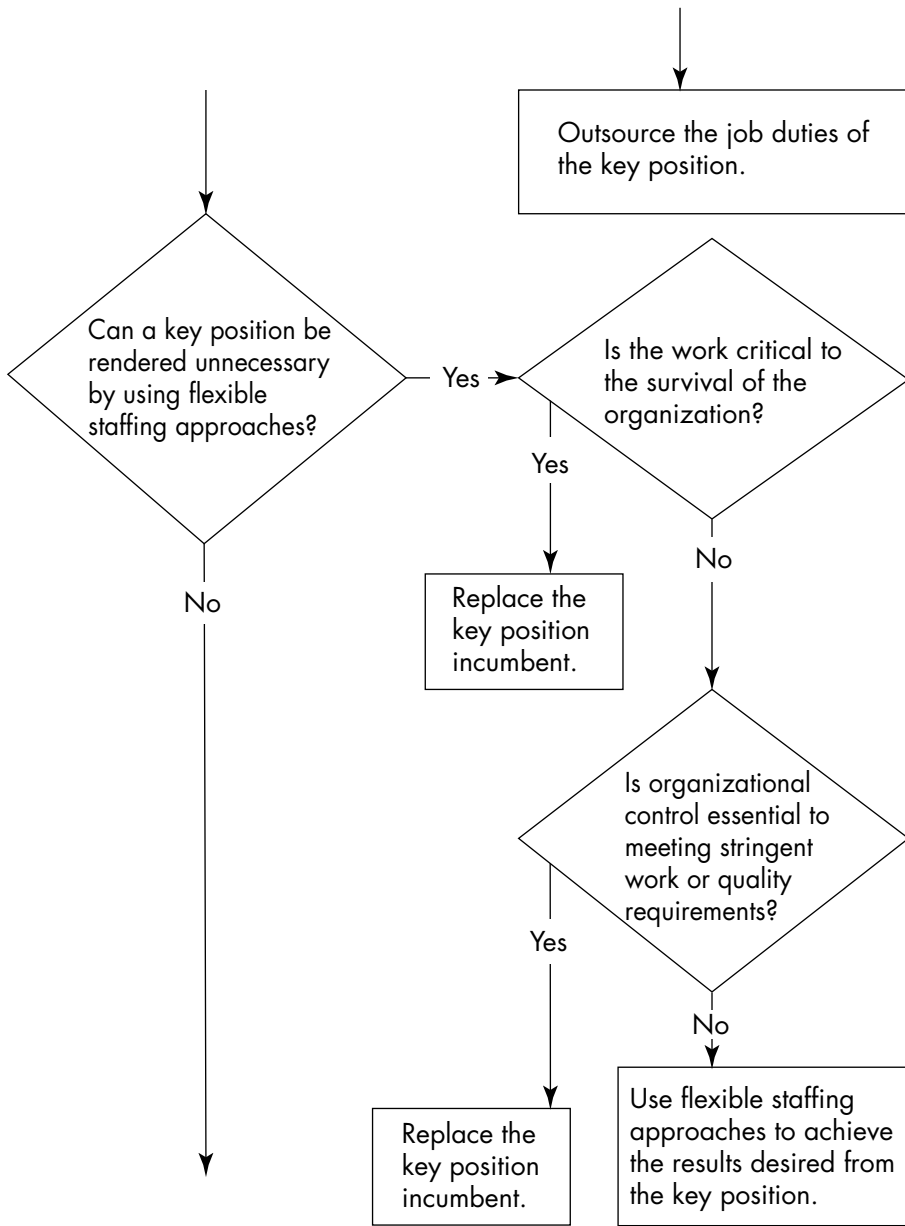 Outsource the job duties of
the key position.
Can a key position be
rendered unnecessary
by using flexible
staffing approaches?
Yes
Is the work critical to
the survival of the
organization?
Yes
Replace the
key position
incumbent.
No
No
Is organizational
control essential to
meeting stringent
work or quality
requirements?
Yes
Replace the
key position
incumbent.
No
Use flexible staffing
approaches to achieve
the results desired from
the key position.